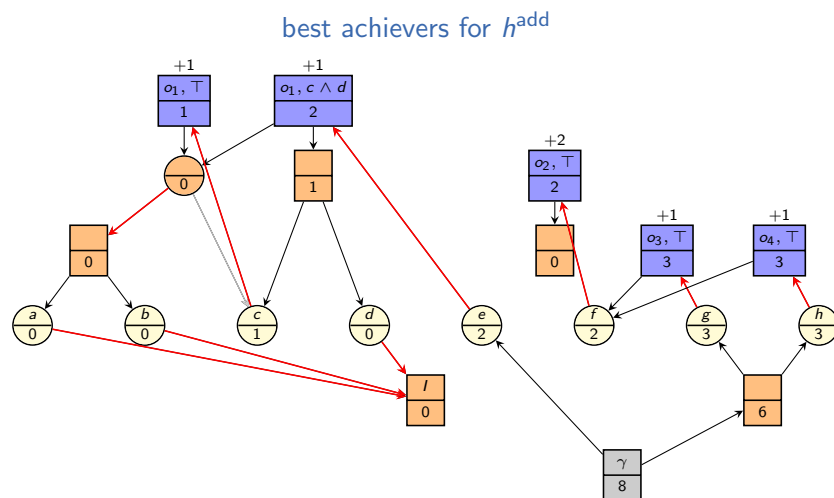 best achievers for h^add
+1 +1
o₁, ⊤ o₁, c ∧ d
1 2
+2
o₂, ⊤
2
0
1
+1 +1
o₃, ⊤ o₄, ⊤
3 3
0
0
a b c d e f g h
0 0 1 0 2 2 3 3
I
0
6
γ
8